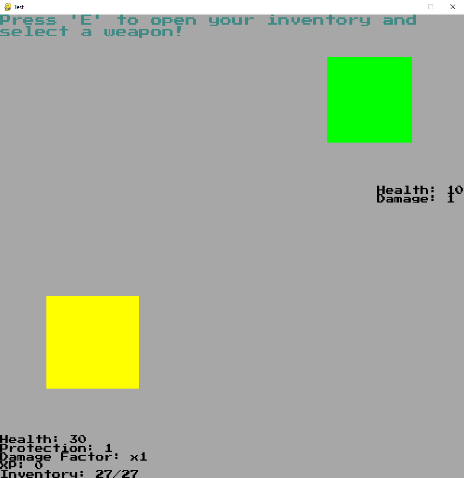 Test
Press 'E' to open your inventory and
select a weapon!
Health: 10
Damage: 1
Health: 30
Protection: 1
Damage Factor: x1
XP: 0
Inventory: 27/27